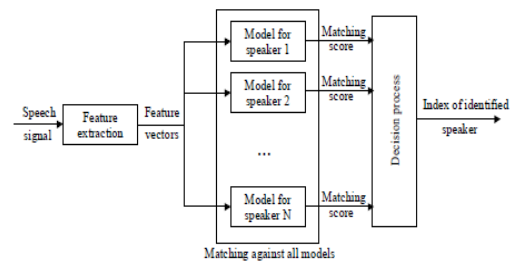 Speech
signal
Feature
extraction
Feature
vectors
Model for
speaker 1
Matching
score
Model for
speaker 2
Matching
score
...
Model for
speaker N
Matching
score
Matching against all models
Decision process
Index of identified
speaker